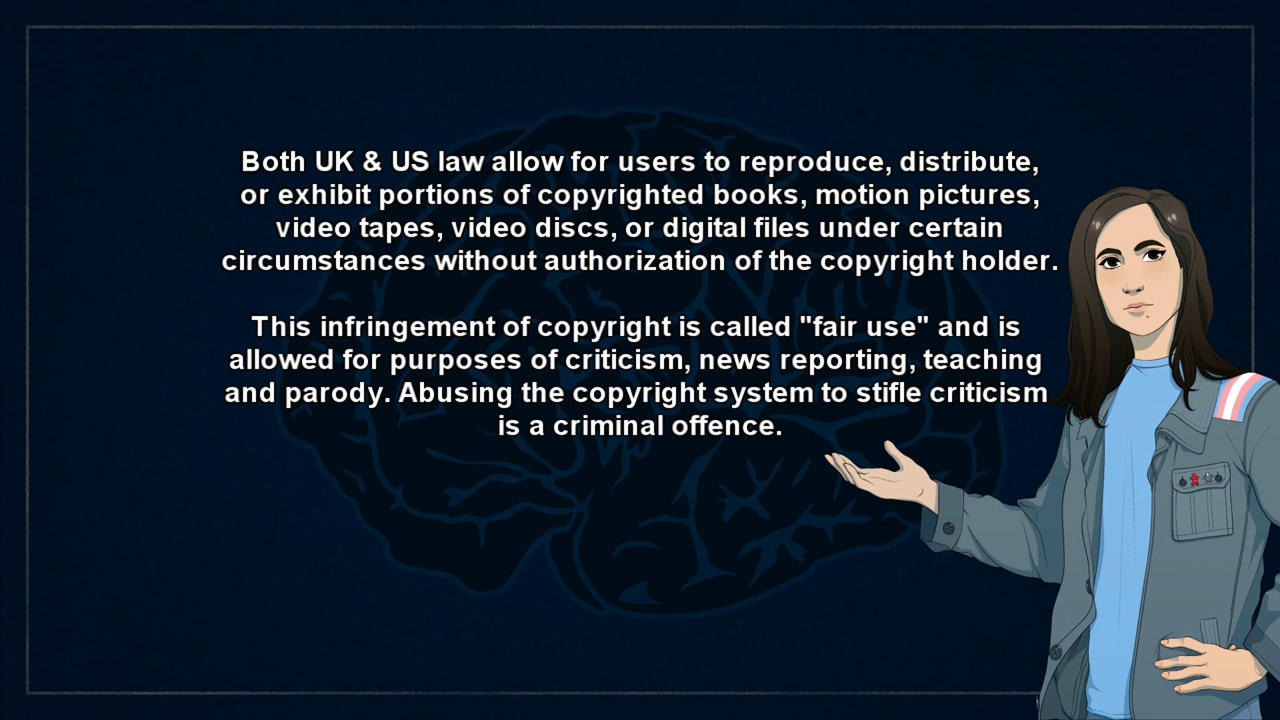 Both UK & US law allow for users to reproduce, distribute,
or exhibit portions of copyrighted books, motion pictures,
video tapes, video discs, or digital files under certain
circumstances without authorization of the copyright holder.
This infringement of copyright is called "fair use" and is
allowed for purposes of criticism, news reporting, teaching
and parody. Abusing the copyright system to stifle criticism
is a criminal offence.